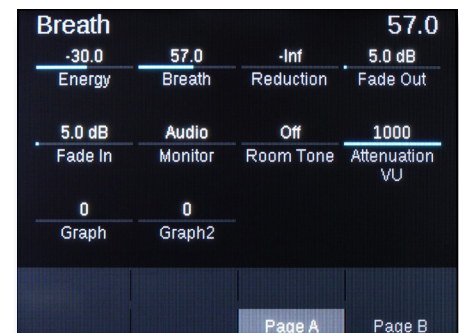 Breath 57.0
-30.0 57.0 -Inf 5.0 dB
Energy Breath Reduction Fade Out
5.0 dB Audio Off 1000
Fade In Monitor Room Tone Attenuation
VU
0 0
Graph Graph2
Page A Page B